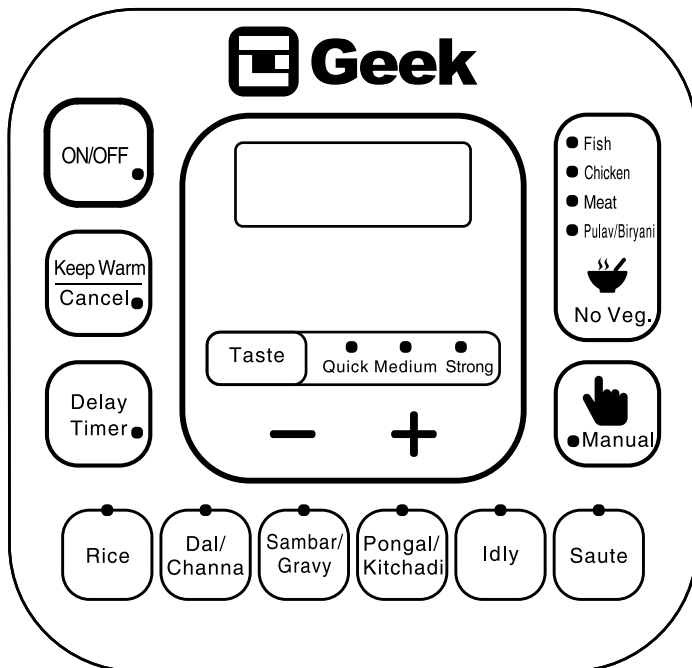 Geek
ON/OFF
Keep Warm
Cancel
Delay
Timer
Taste
Quick Medium Strong
− +
Fish
Chicken
Meat
Pulav/Biryani
No Veg.
Manual
Rice
Dal/
Channa
Sambar/
Gravy
Pongal/
Kitchadi
Idly
Saute